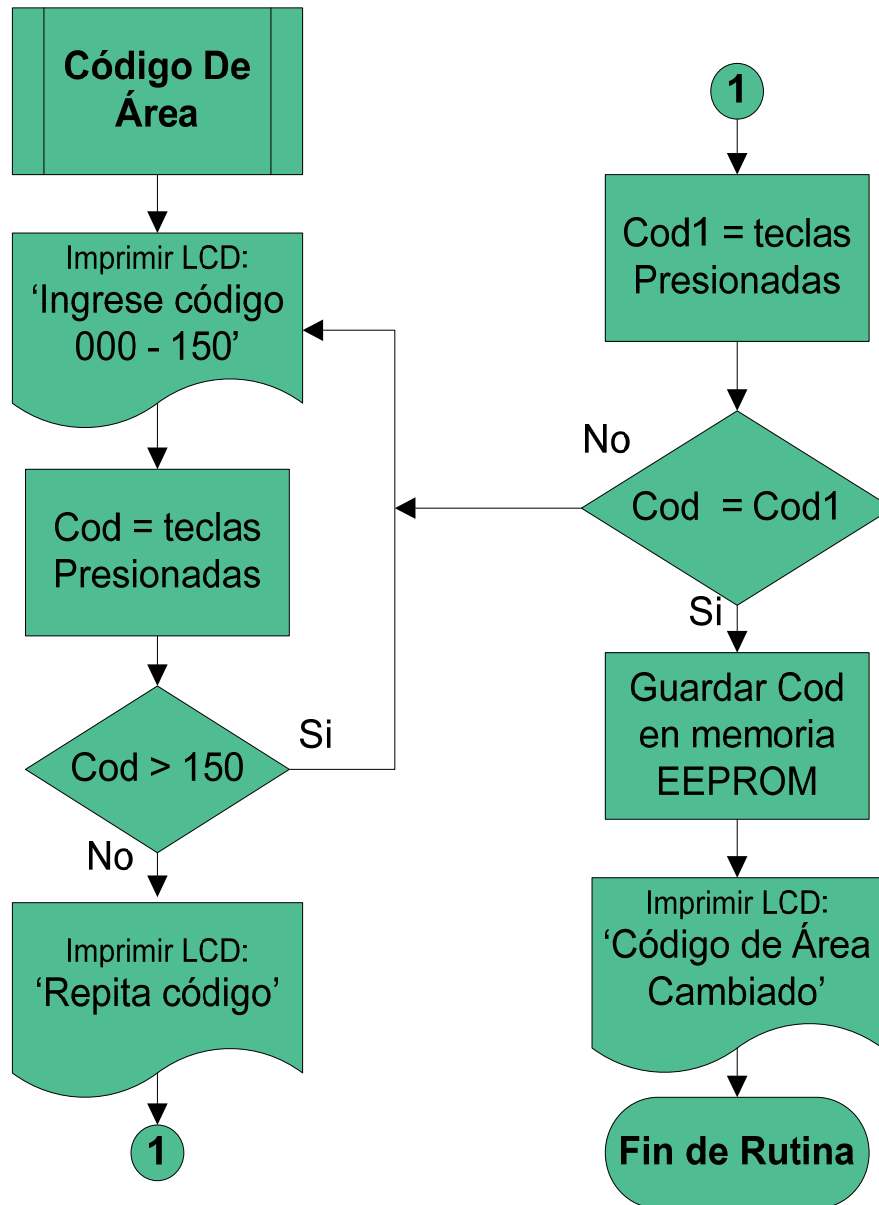 Código De
Área
Imprimir LCD:
‘Ingrese código
000 - 150’
Cod = teclas
Presionadas
Cod > 150
Si
No
Imprimir LCD:
‘Repita código’
1
1
Cod1 = teclas
Presionadas
No
Cod = Cod1
Si
Guardar Cod
en memoria
EEPROM
Imprimir LCD:
‘Código de Área
Cambiado’
Fin de Rutina